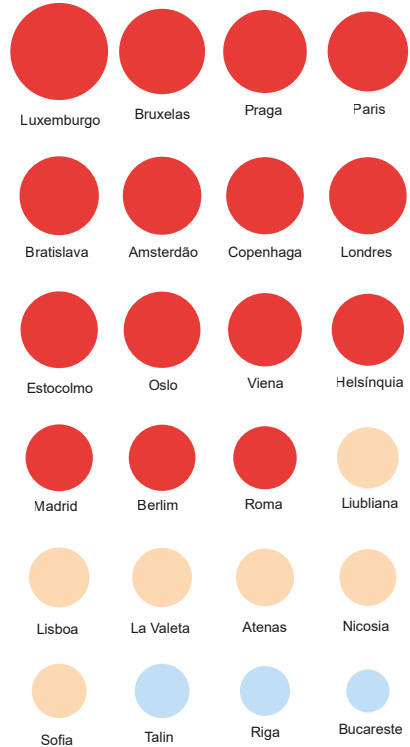 Luxemburgo
Bruxelas
Praga
Paris
Bratislava
Amsterdão
Copenhaga
Londres
Estocolmo
Oslo
Viena
Helsínquia
Madrid
Berlim
Roma
Liubliana
Lisboa
La Valeta
Atenas
Nicosia
Sofia
Talin
Riga
Bucareste